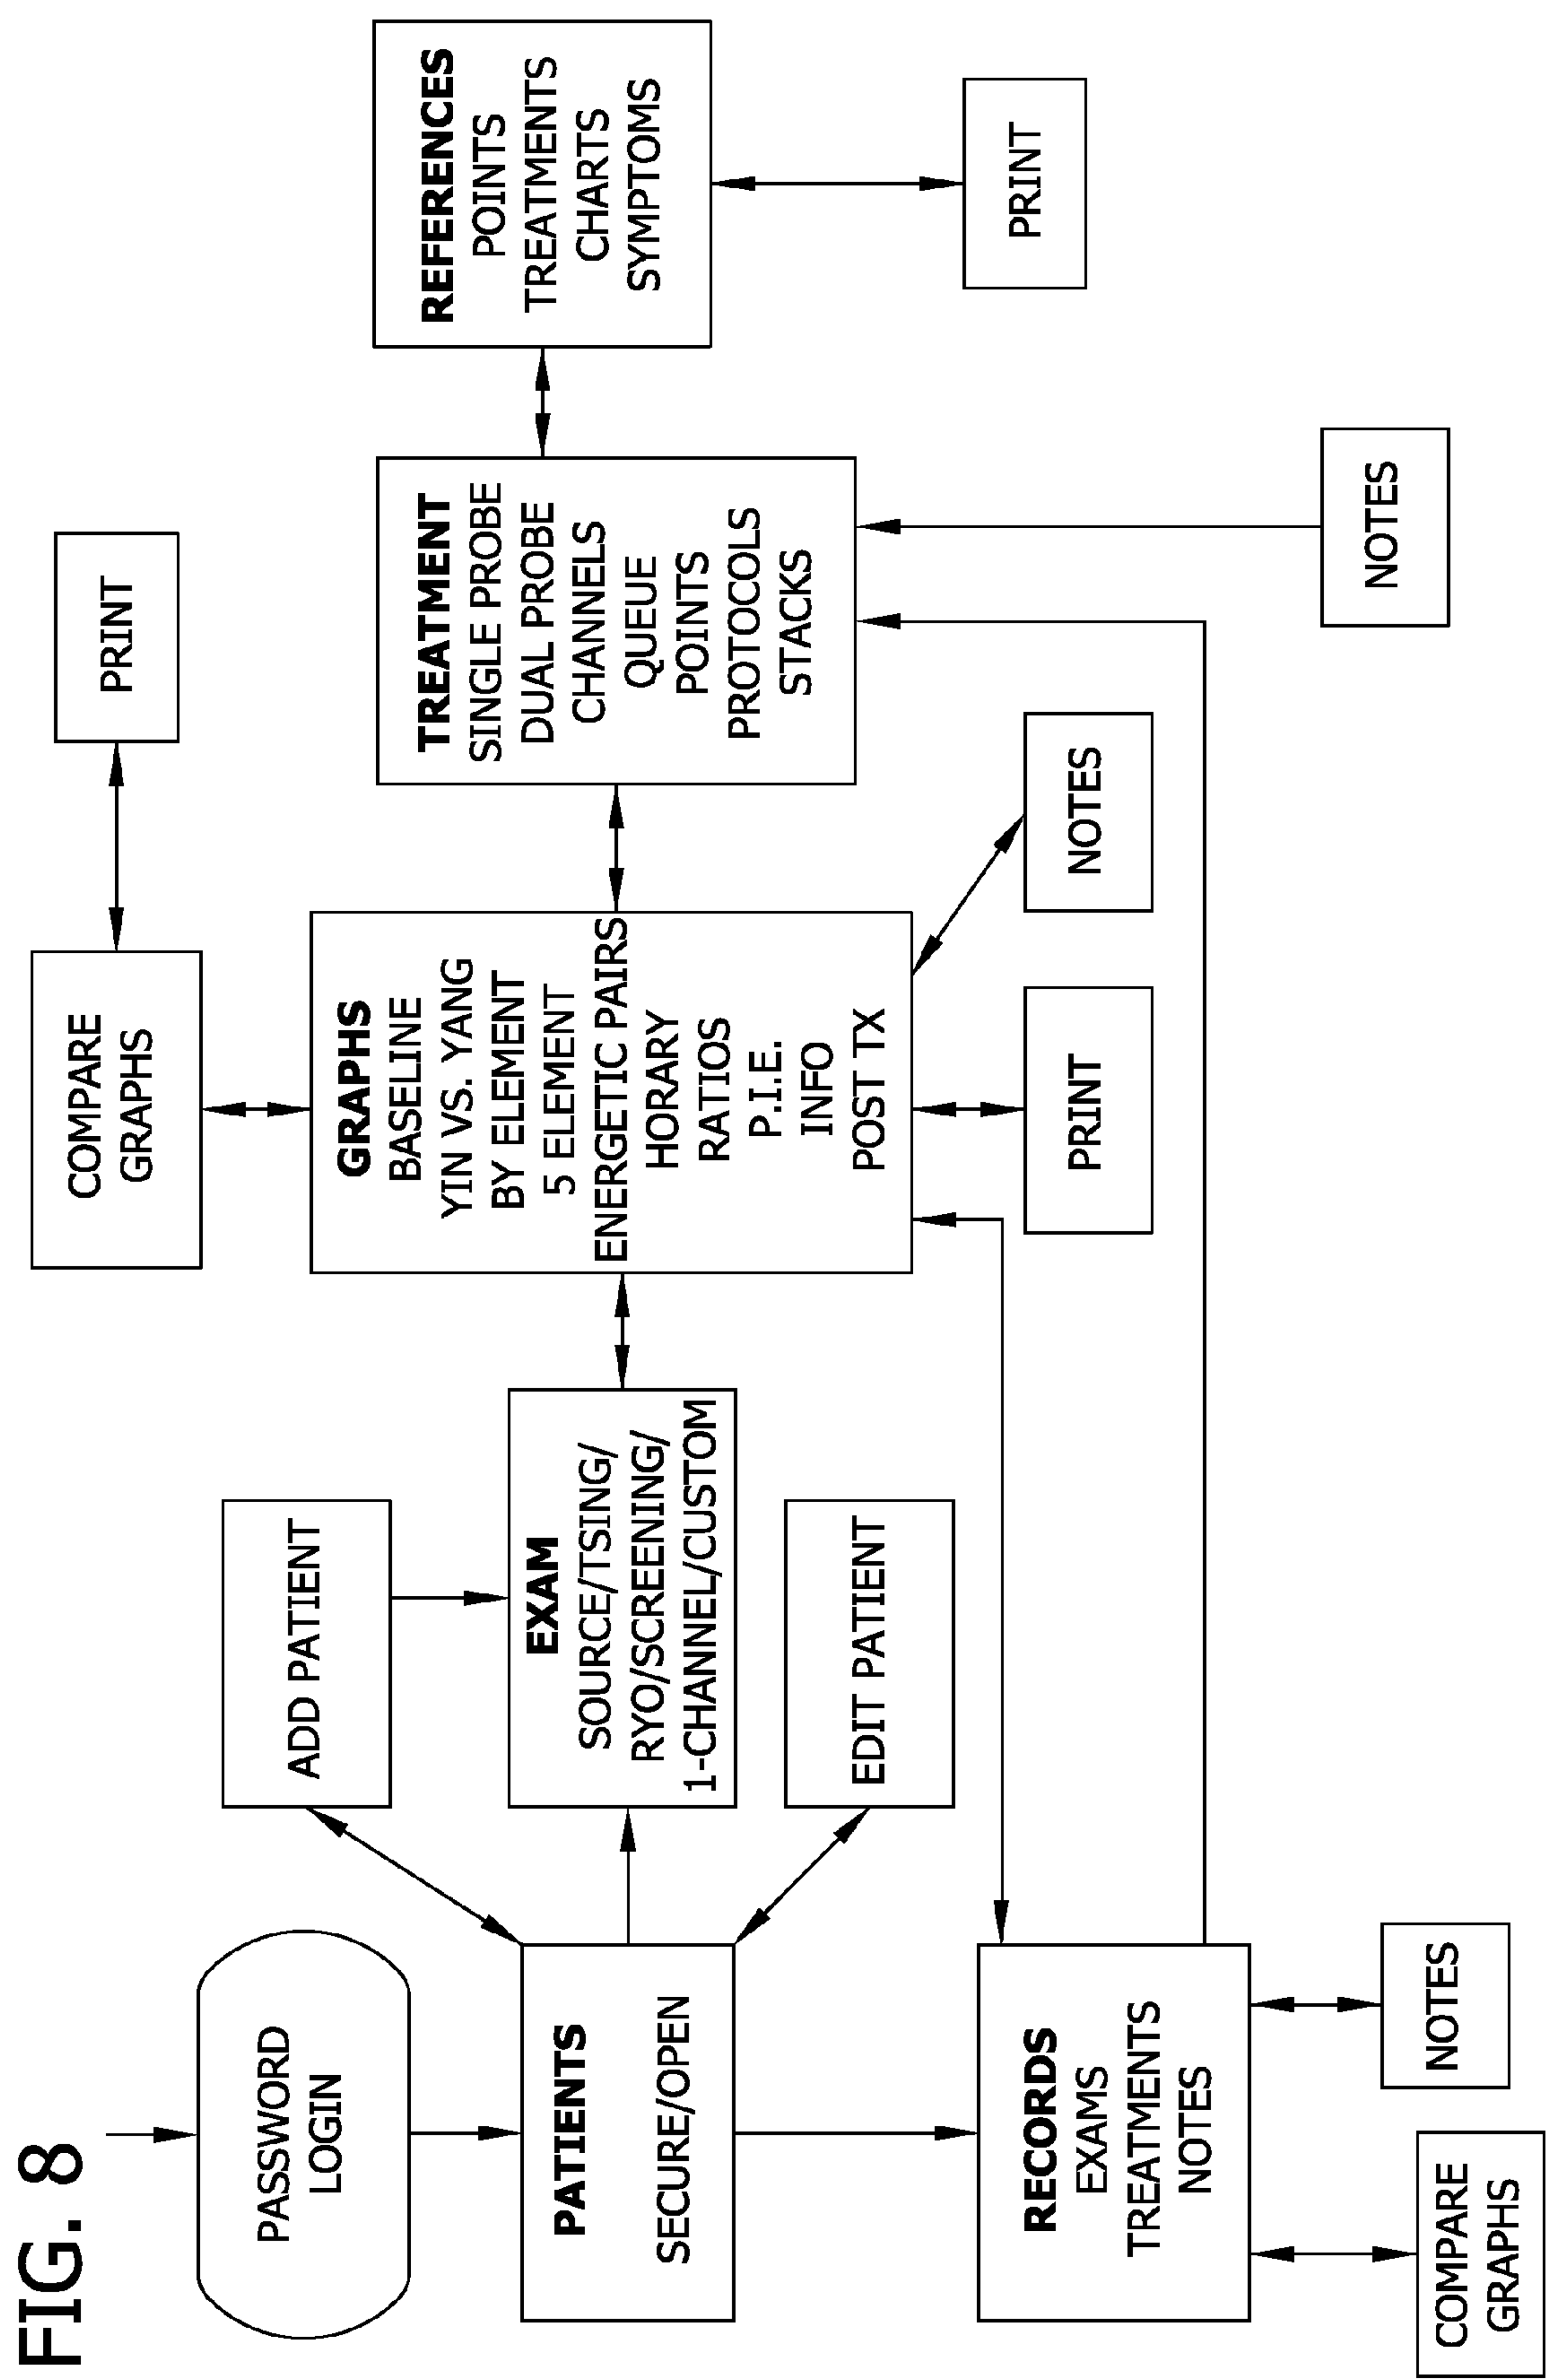 FIG. 8
PASSWORD
LOGIN
PATIENTS
SECURE/OPEN
RECORDS
EXAMS
TREATMENTS
NOTES
COMPARE
GRAPHS
NOTES
ADD PATIENT
EXAM
SOURCE/TSING/
RYO/SCREENING/
1-CHANNEL/CUSTOM
EDIT PATIENT
COMPARE
GRAPHS
PRINT
GRAPHS
BASELINE
YIN VS. YANG
BY ELEMENT
5 ELEMENT
ENERGETIC PAIRS
HORARY
RATIOS
P.I.E.
INFO
POST TX
PRINT
NOTES
TREATMENT
SINGLE PROBE
DUAL PROBE
CHANNELS
QUEUE
POINTS
PROTOCOLS
STACKS
NOTES
REFERENCES
POINTS
TREATMENTS
CHARTS
SYMPTOMS
PRINT